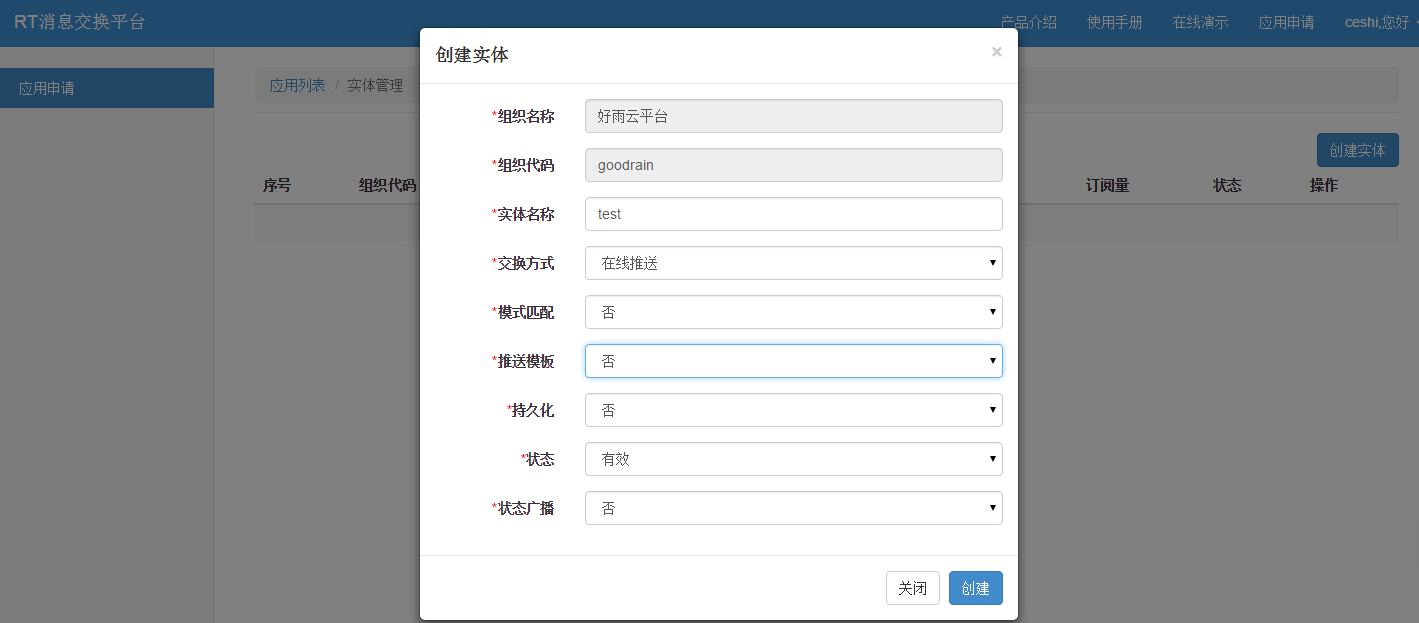 RT消息交换平台 产品介绍 使用手册 在线演示 应用申请 ceshi,您好
应用申请
应用列表 / 实体管理
创建实体
序号 组织代码 订阅量 状态 操作
创建实体 ×
*组织名称 好雨云平台
*组织代码 goodrain
*实体名称 test
*交换方式 在线推送
*模式匹配 否
*推送模板 否
*持久化 否
*状态 有效
*状态广播 否
关闭 创建